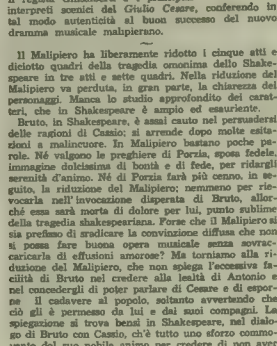 interpreti scenici del Giulio Cesare, conferendo in
tal modo autenticità al buon successo del nuovo
dramma musicale malipierano.
Il Malipiero ha liberamente ridotto i cinque atti e
diciotto quadri della tragedia omonima dello Shake-
speare in tre atti e sette quadri. Nella riduzione del
Malipiero va perduta, in gran parte, la chiarezza dei
personaggi. Manca lo studio approfondito dei carat-
teri, che in Shakespeare è ampio ed esauriente.
Bruto, in Shakespeare, è assai cauto nel persuadersi
delle ragioni di Cassio; si arrende dopo molte esita-
zioni a malincuore. In Malipiero bastano poche pa-
role. Né valgono le preghiere di Porzia, sposa fedele,
immagine dolcissima di bontà e di fede, per ridargli
serenità d'animo. Né di Porzia farà più cenno, in se-
guito, la riduzione del Malipiero; nemmeno per rie-
vocarla nell'invocazione disperata di Bruto, allor-
ché essa sarà morta di dolore per lui, punto sublime
della tragedia shakespeariana. Forse che il Malipiero si
sia prefisso di sradicare la convinzione diffusa che non
si possa fare buona opera musicale senza sovrac-
caricarla di effusioni amorose? Ma torniamo alla ri-
duzione del Malipiero, che non spiega l'eccessiva fa-
cilità di Bruto nel credere alla lealtà di Antonio e
nel concedergli di poter parlare di Cesare e di espor-
ne il cadavere al popolo, soltanto avvertendo che
ciò gli è permesso da lui e dai suoi compagni. La
spiegazione si trova bensì in Shakespeare, nel dialo-
go di Bruto con Cassio, ch'è tutto uno sforzo commo-